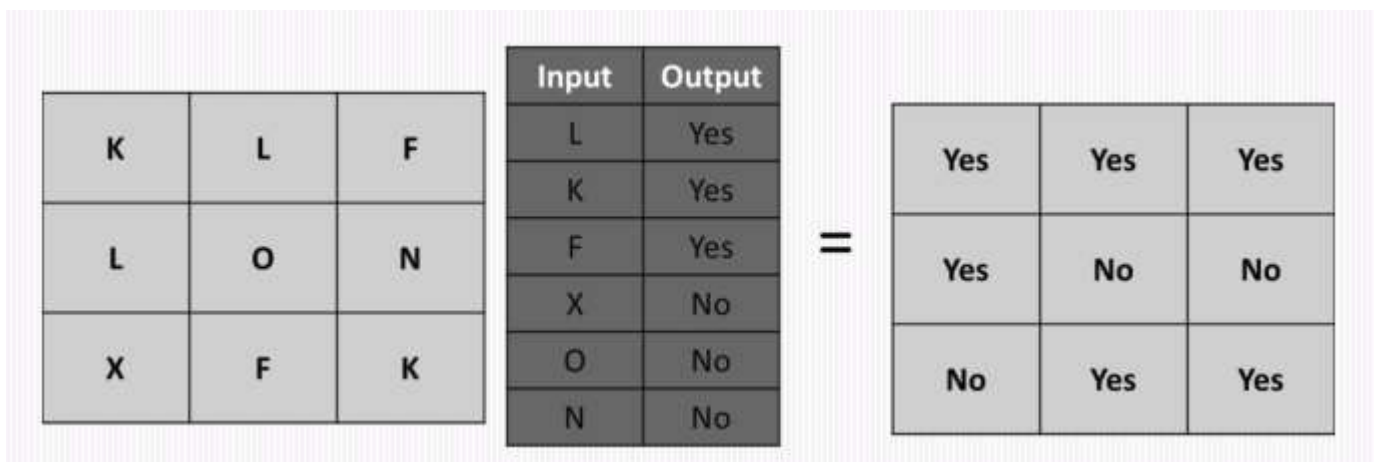 K L F
L O N
X F K
Input Output
L Yes
K Yes
F Yes
X No
O No
N No
=
Yes Yes Yes
Yes No No
No Yes Yes